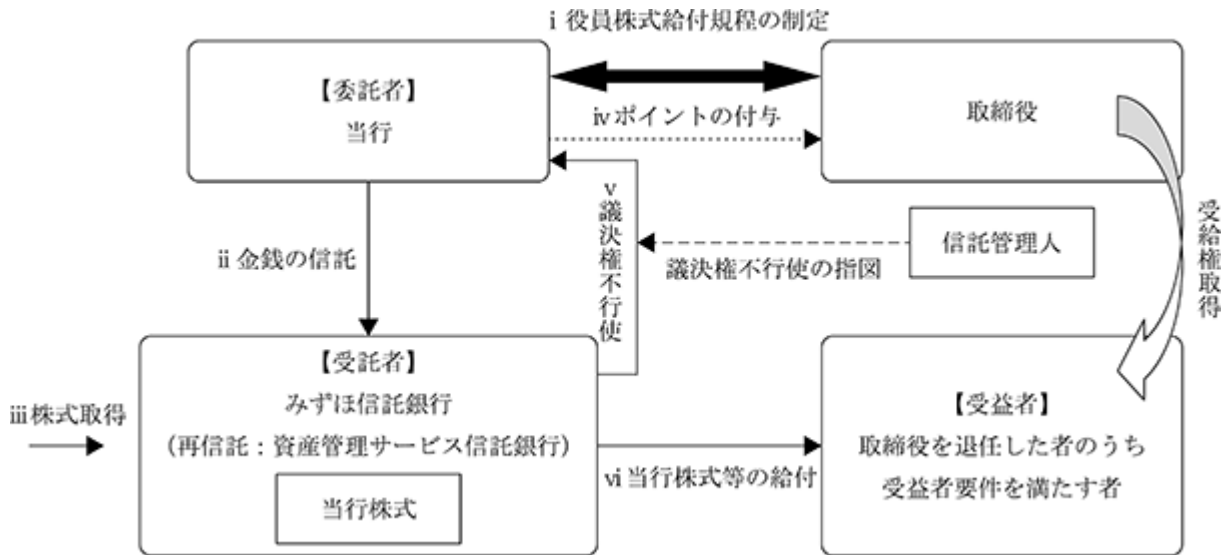 ⅰ 役員株式給付規程の制定
【委託者】
当行
ⅳポイントの付与
取締役
ⅱ 金銭の信託
ⅴ議決権不行使
議決権不行使の指図
信託管理人
受給権取得
ⅲ株式取得
【受託者】
みずほ信託銀行
(再信託:資産管理サービス信託銀行)
当行株式
ⅵ当行株式等の給付
【受益者】
取締役を退任した者のうち
受益者要件を満たす者